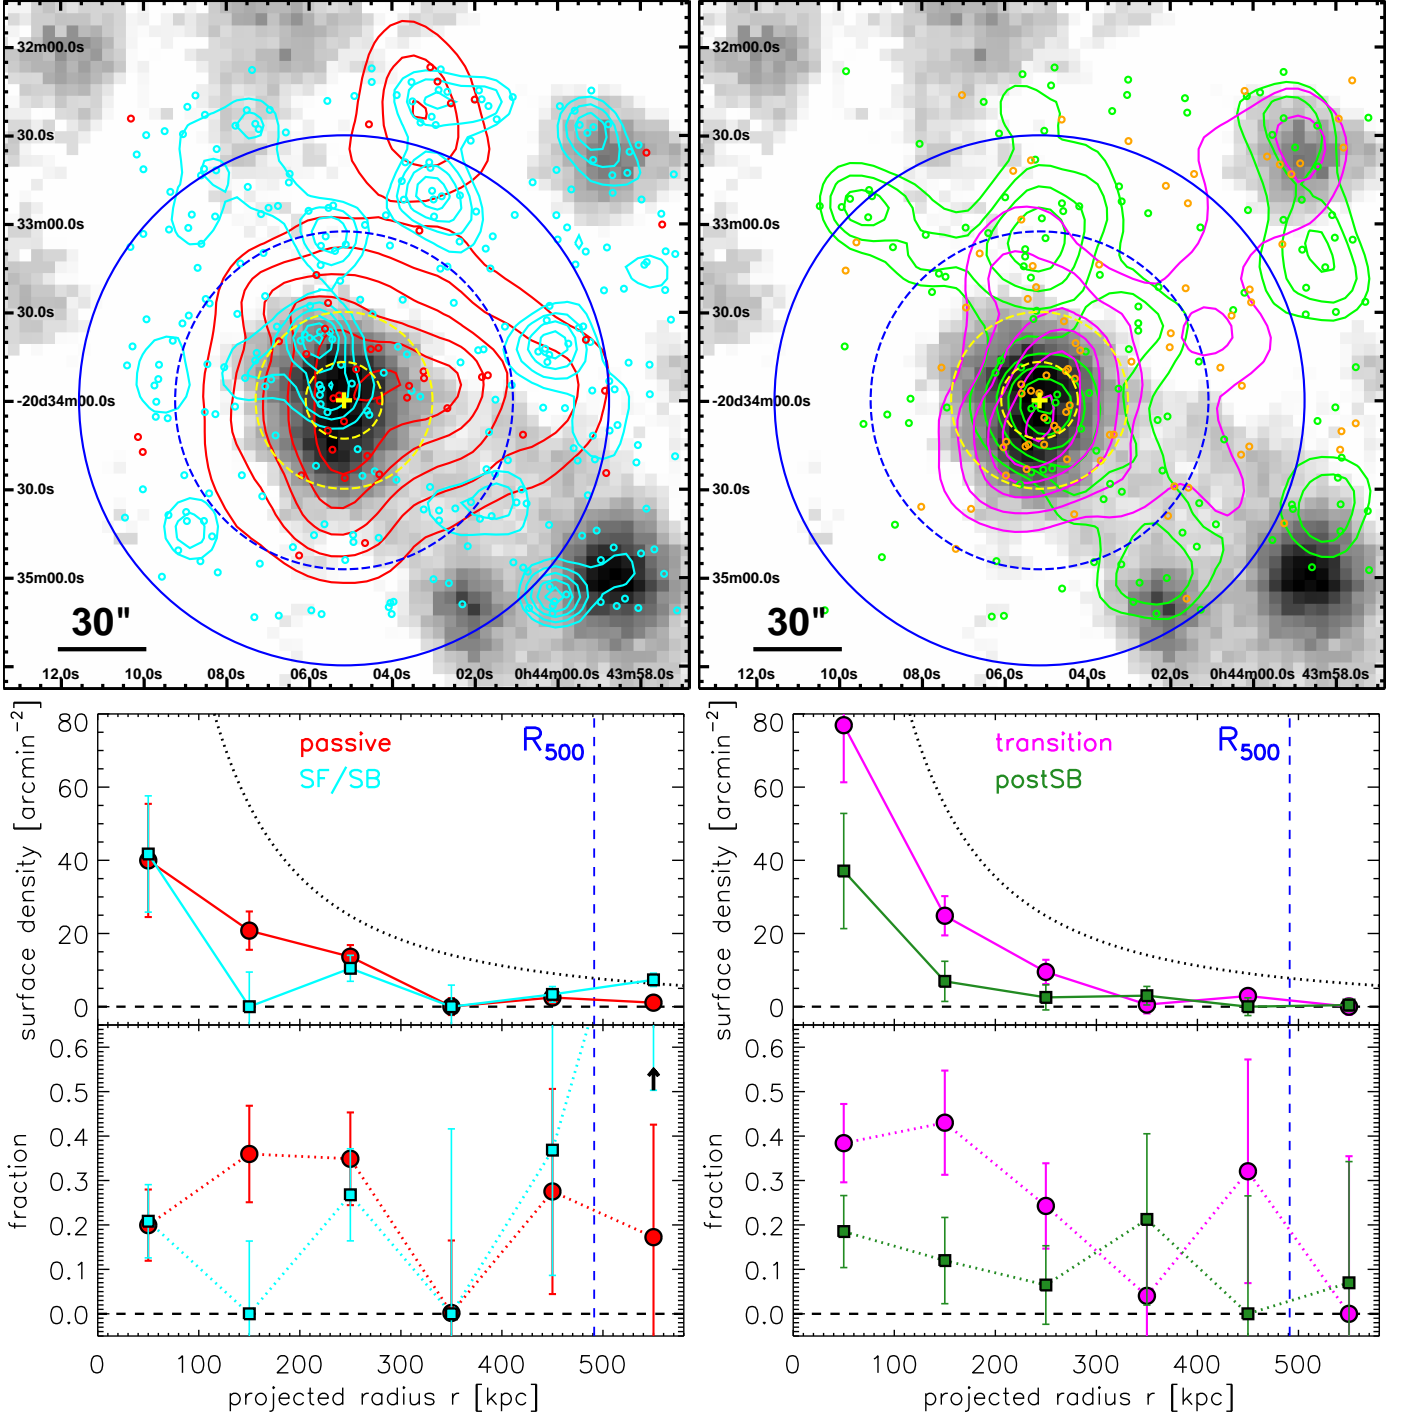 32m00.0s
30.0s
33m00.0s
30.0s
-20d34m00.0s
30.0s
35m00.0s
30"
12.0s 10.0s 08.0s 06.0s 04.0s 02.0s 0h44m00.0s 43m58.0s
32m00.0s
30.0s
33m00.0s
30.0s
-20d34m00.0s
30.0s
35m00.0s
30"
12.0s 10.0s 08.0s 06.0s 04.0s 02.0s 0h44m00.0s 43m58.0s
surface density [arcmin⁻²]
80
60
40
20
0
passive
SF/SB
R500
fraction
0.6
0.5
0.4
0.3
0.2
0.1
0.0
0 100 200 300 400 500
projected radius r [kpc]
surface density [arcmin⁻²]
80
60
40
20
0
transition
postSB
R500
fraction
0.6
0.5
0.4
0.3
0.2
0.1
0.0
0 100 200 300 400 500
projected radius r [kpc]